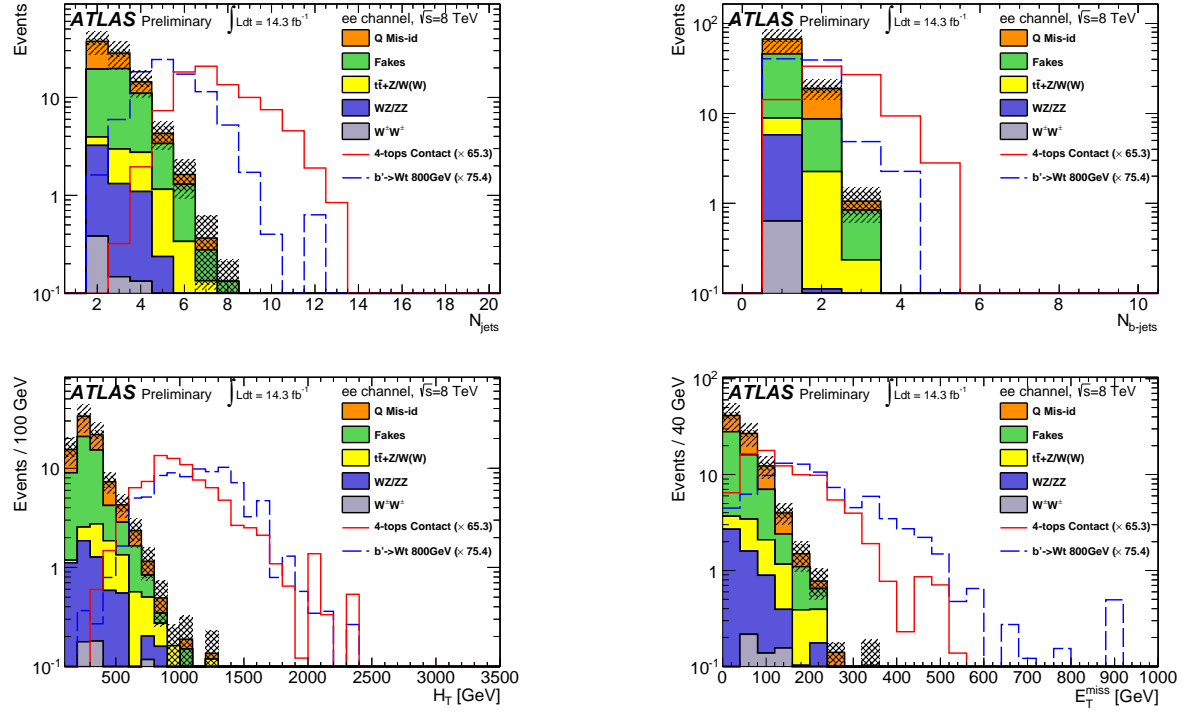 ATLAS Preliminary ∫ Ldt = 14.3 fb⁻¹ ee channel, √s=8 TeV
Events
10²
10
1
10⁻¹
Q Mis-id
Fakes
tt̄+Z/W(W)
WZ/ZZ
W±W±
4-tops Contact (× 65.3)
b'->Wt 800GeV (× 75.4)
2 4 6 8 10 12 14 16 18 20
N_jets
ATLAS Preliminary ∫ Ldt = 14.3 fb⁻¹ ee channel, √s=8 TeV
Events
10²
10
1
10⁻¹
Q Mis-id
Fakes
tt̄+Z/W(W)
WZ/ZZ
W±W±
4-tops Contact (× 65.3)
b'->Wt 800GeV (× 75.4)
0 2 4 6 8 10
N_b-jets
ATLAS Preliminary ∫ Ldt = 14.3 fb⁻¹ ee channel, √s=8 TeV
Events / 100 GeV
10
1
10⁻¹
Q Mis-id
Fakes
tt̄+Z/W(W)
WZ/ZZ
W±W±
4-tops Contact (× 65.3)
b'->Wt 800GeV (× 75.4)
500 1000 1500 2000 2500 3000 3500
H_T [GeV]
ATLAS Preliminary ∫ Ldt = 14.3 fb⁻¹ ee channel, √s=8 TeV
Events / 40 GeV
10²
10
1
10⁻¹
Q Mis-id
Fakes
tt̄+Z/W(W)
WZ/ZZ
W±W±
4-tops Contact (× 65.3)
b'->Wt 800GeV (× 75.4)
0 100 200 300 400 500 600 700 800 900 1000
E_T^miss [GeV]